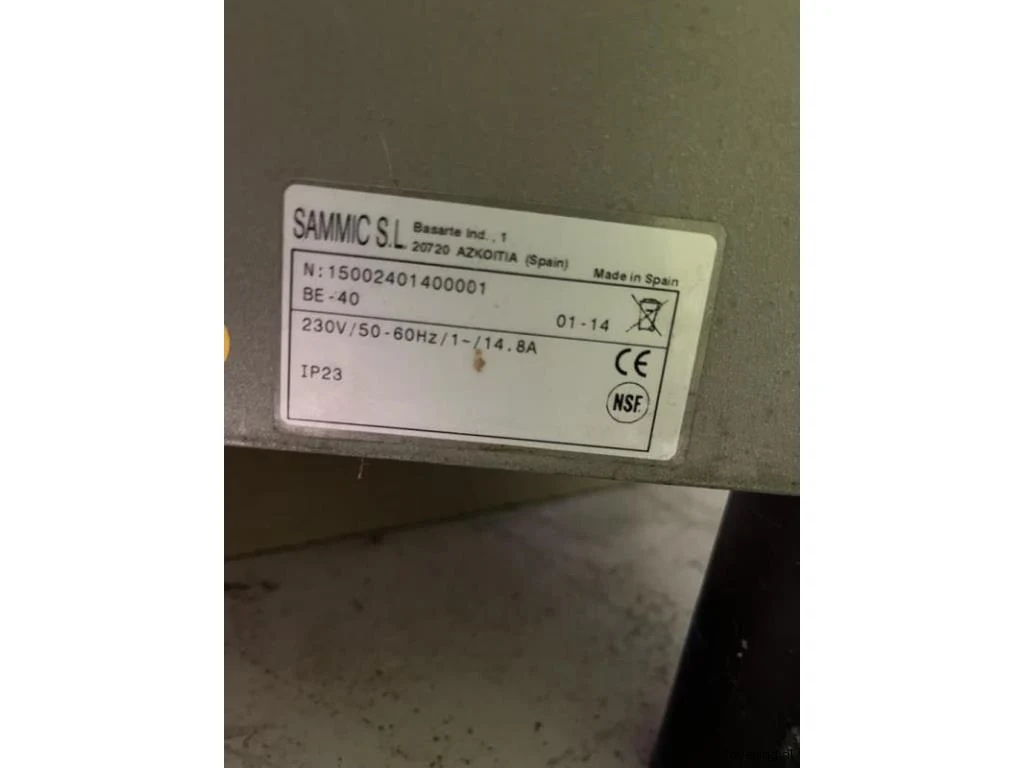 SAMMIC S.L. Basarte Ind., 1
20720 AZKOITIA (Spain)
Made in Spain
N:15002401400001
BE-40
01-14
230V/50-60Hz/1~/14.8A
CE
IP23
NSF.